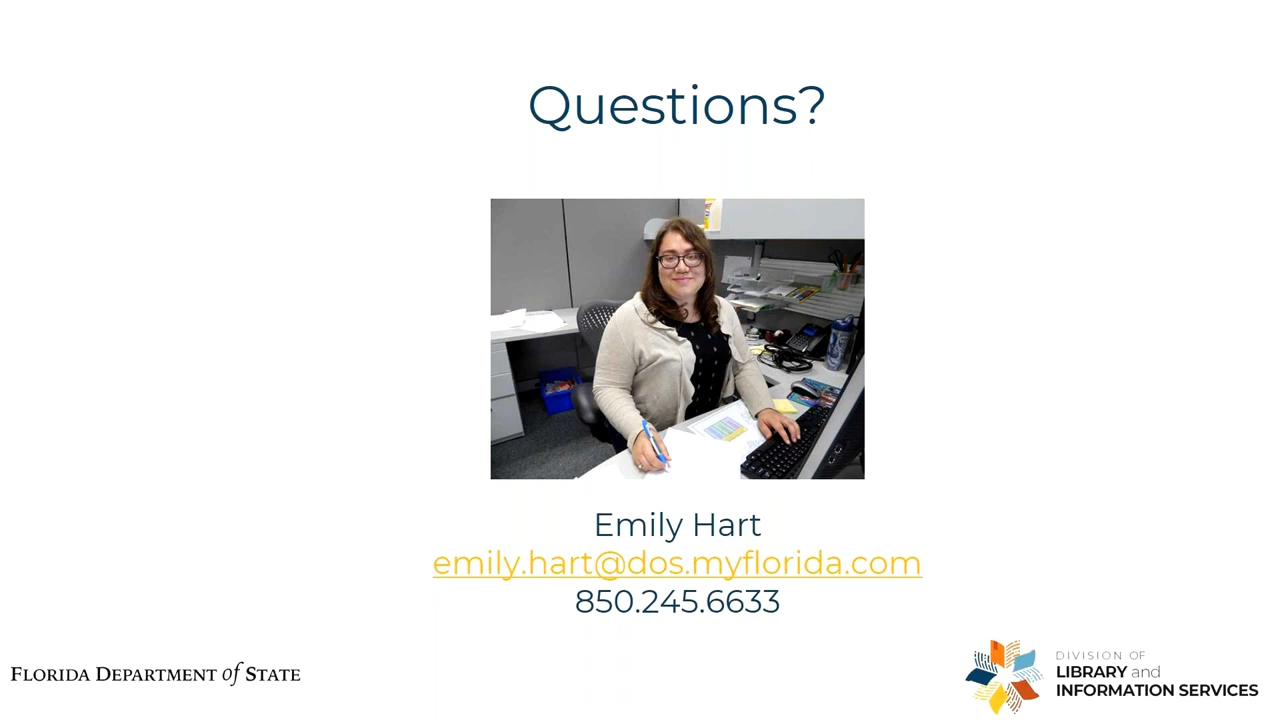 Questions?
Emily Hart
emily.hart@dos.myflorida.com
850.245.6633
FLORIDA DEPARTMENT of STATE
DIVISION OF
LIBRARY and
INFORMATION SERVICES